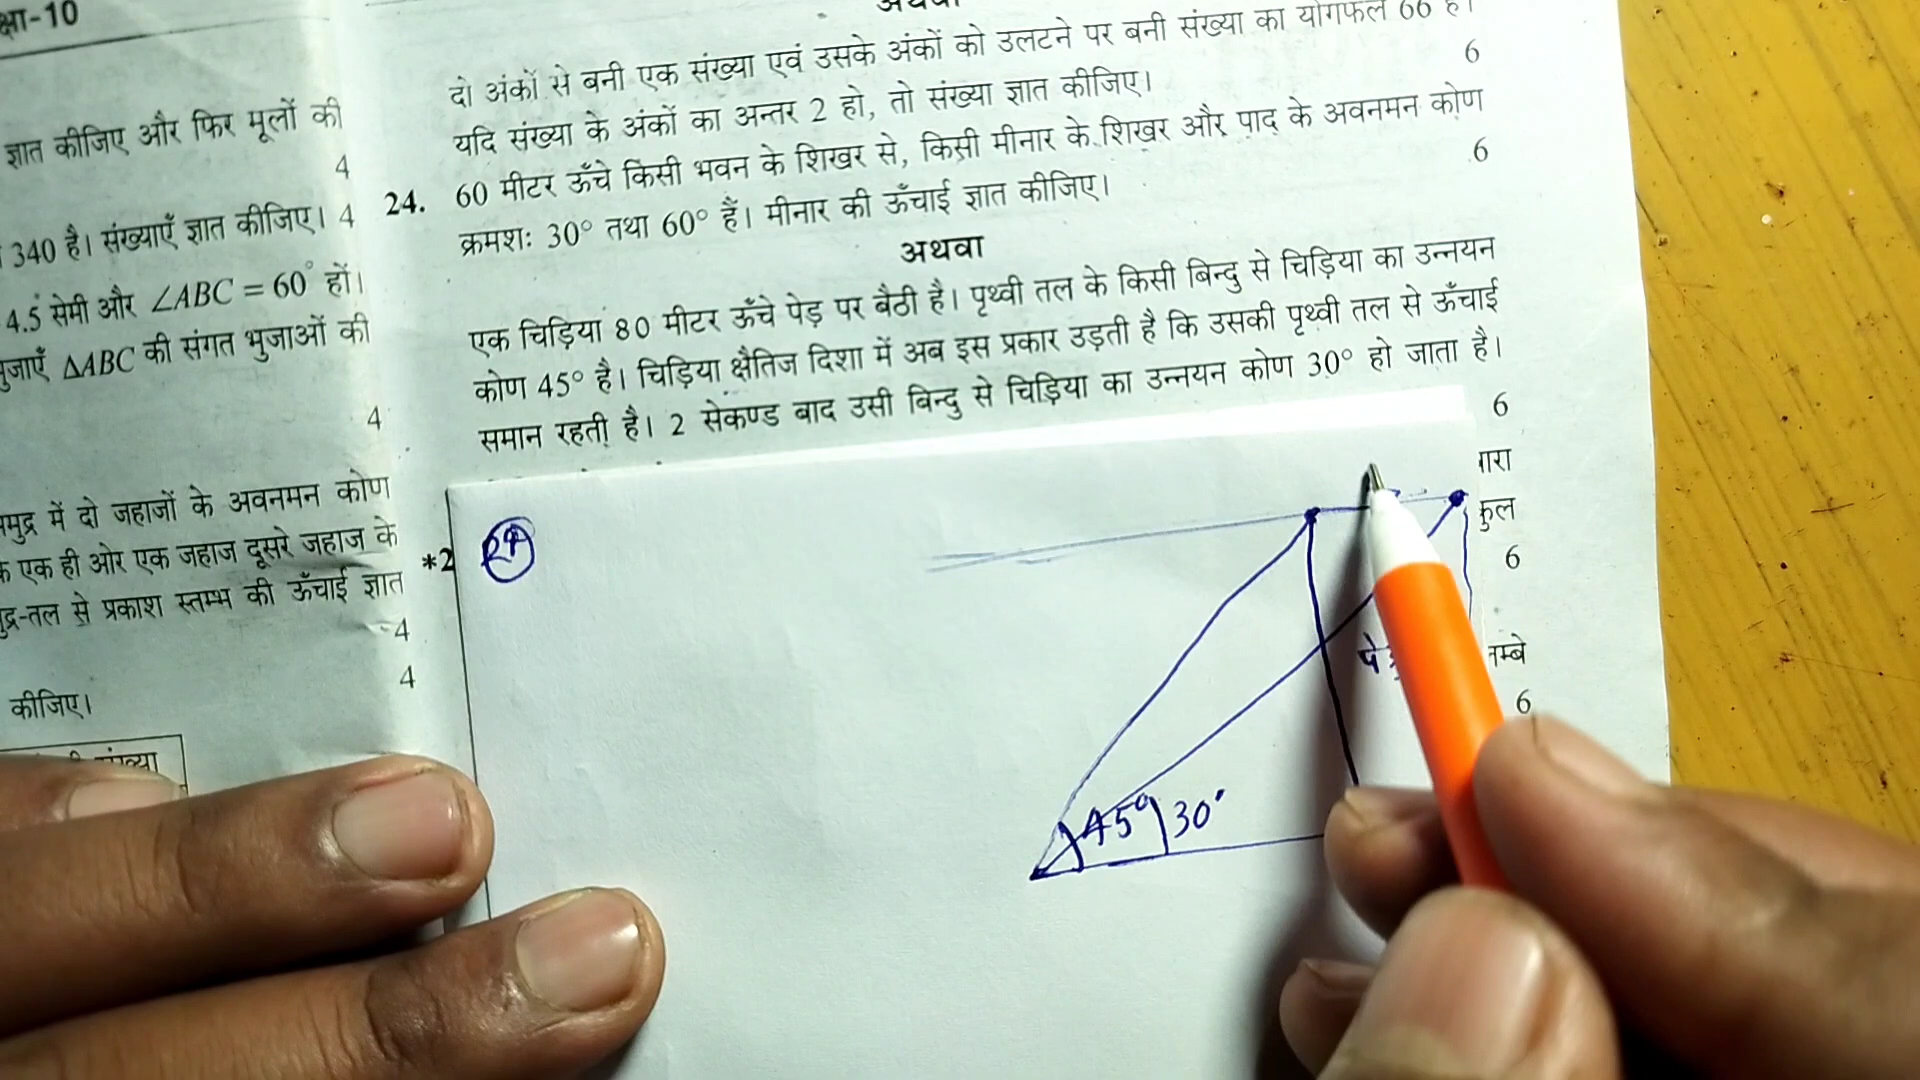 क्षा-10
ज्ञात कीजिए और फिर मूलों की
4
340 है। संख्याएँ ज्ञात कीजिए। 4
4.5 सेमी और ∠ABC = 60° हों।
ΔABC की संगत भुजाओं की
4
में दो जहाजों के अवनमन कोण
एक ही ओर एक जहाज दूसरे जहाज के
से प्रकाश स्तम्भ की ऊँचाई ज्ञात
4
4
कीजिए।
अथवा
दो अंकों से बनी एक संख्या एवं उसके अंकों को उलटने पर बनी संख्या का योगफल 66 है।
यदि संख्या के अंकों का अन्तर 2 हो, तो संख्या ज्ञात कीजिए। 6
24. 60 मीटर ऊँचे किसी भवन के शिखर से, किसी मीनार के शिखर और पाद के अवनमन कोण
क्रमशः 30° तथा 60° हैं। मीनार की ऊँचाई ज्ञात कीजिए। 6
अथवा
एक चिड़िया 80 मीटर ऊँचे पेड़ पर बैठी है। पृथ्वी तल के किसी बिन्दु से चिड़िया का उन्नयन
कोण 45° है। चिड़िया क्षैतिज दिशा में अब इस प्रकार उड़ती है कि उसकी पृथ्वी तल से ऊँचाई
समान रहती है। 2 सेकण्ड बाद उसी बिन्दु से चिड़िया का उन्नयन कोण 30° हो जाता है।
6
कुल
*2
24
6
पे
म्बे
6
45° 30°